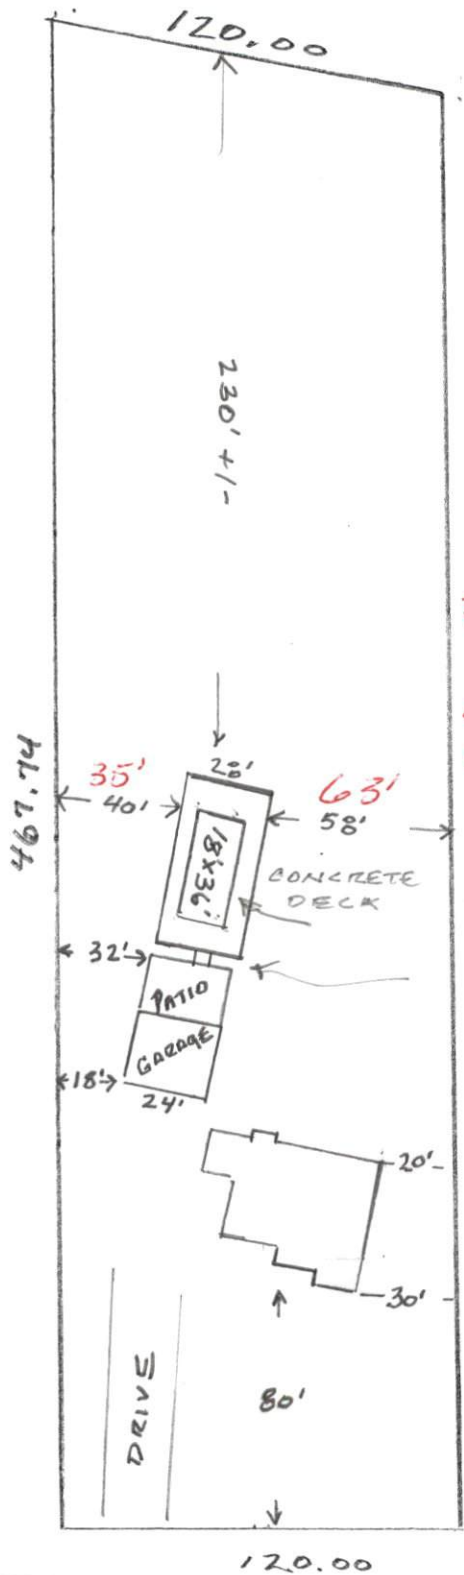 120.00
230' +/-
467.74
35'
40'
28'
63'
58'
18X36'
CONCRETE
DECK
32'
PATIO
GARAGE
18'
24'
20'
30'
80'
DRIVE
120.00